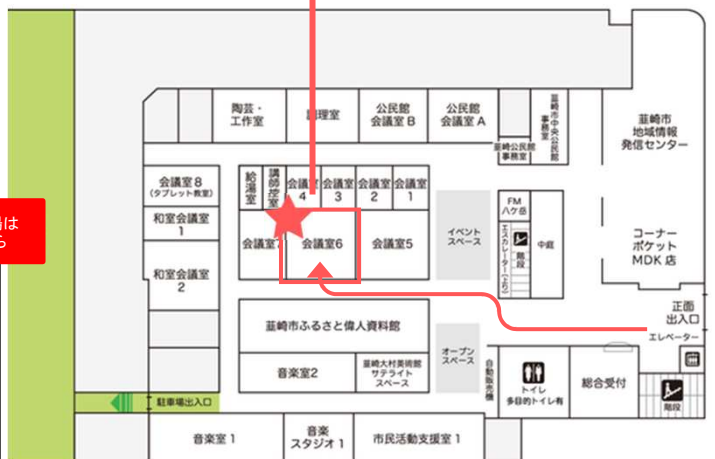 陶芸・
工作室
理室
公民館
会議室 B
公民館
会議室 A
韮崎市中央公民館
事務室
韮崎公民館
事務室
韮崎市
地域情報
発信センター
会議室 8
(タブレット教室)
和室会議室
1
和室会議室
2
給湯室
講師控室
会議室
4
会議室
3
会議室
2
会議室
1
会議室7
会議室6
会議室5
イベント
スペース
FM
八ケ岳
エスカレーター(上り)
階段
中庭
コーナー
ポケット
MDK 店
正面
出入口
エレベーター
韮崎市ふるさと偉人資料館
音楽室2
韮崎大村美術館
サテライト
スペース
オープン
スペース
自動販売機
トイレ
多目的トイレ有
総合受付
階段
駐車場出入口
音楽室 1
音楽
スタジオ 1
市民活動支援室 1
は
ら